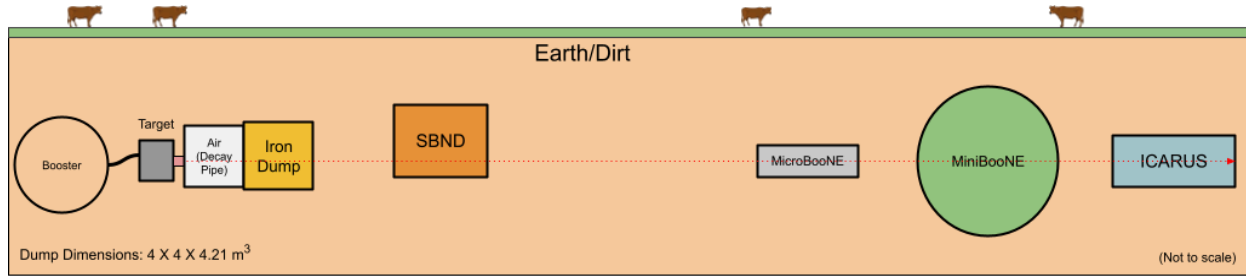 Earth/Dirt
Target
Booster
Air
(Decay
Pipe)
Iron
Dump
SBND
MicroBooNE
MiniBooNE
ICARUS
Dump Dimensions: 4 X 4 X 4.21 m³
(Not to scale)